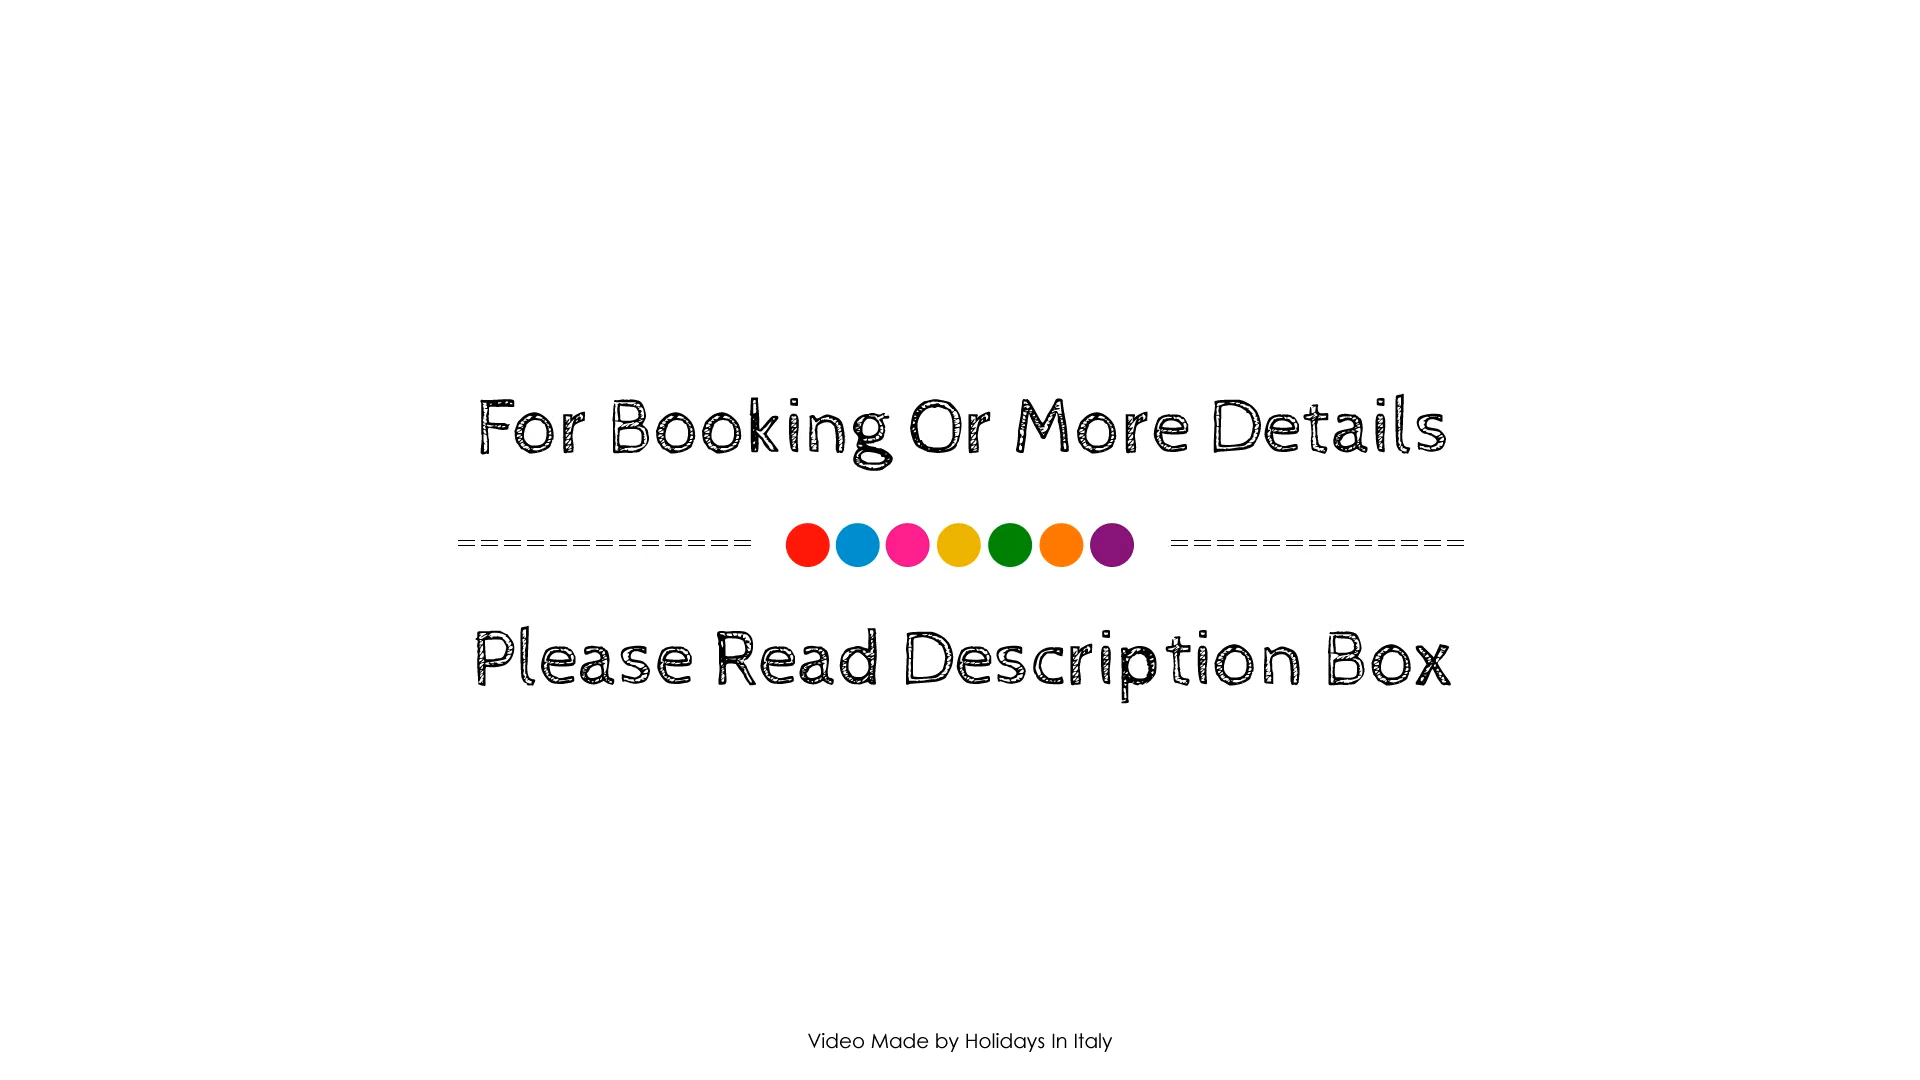 For Booking Or More Details
============= =============
Please Read Description Box
Video Made by Holidays In Italy